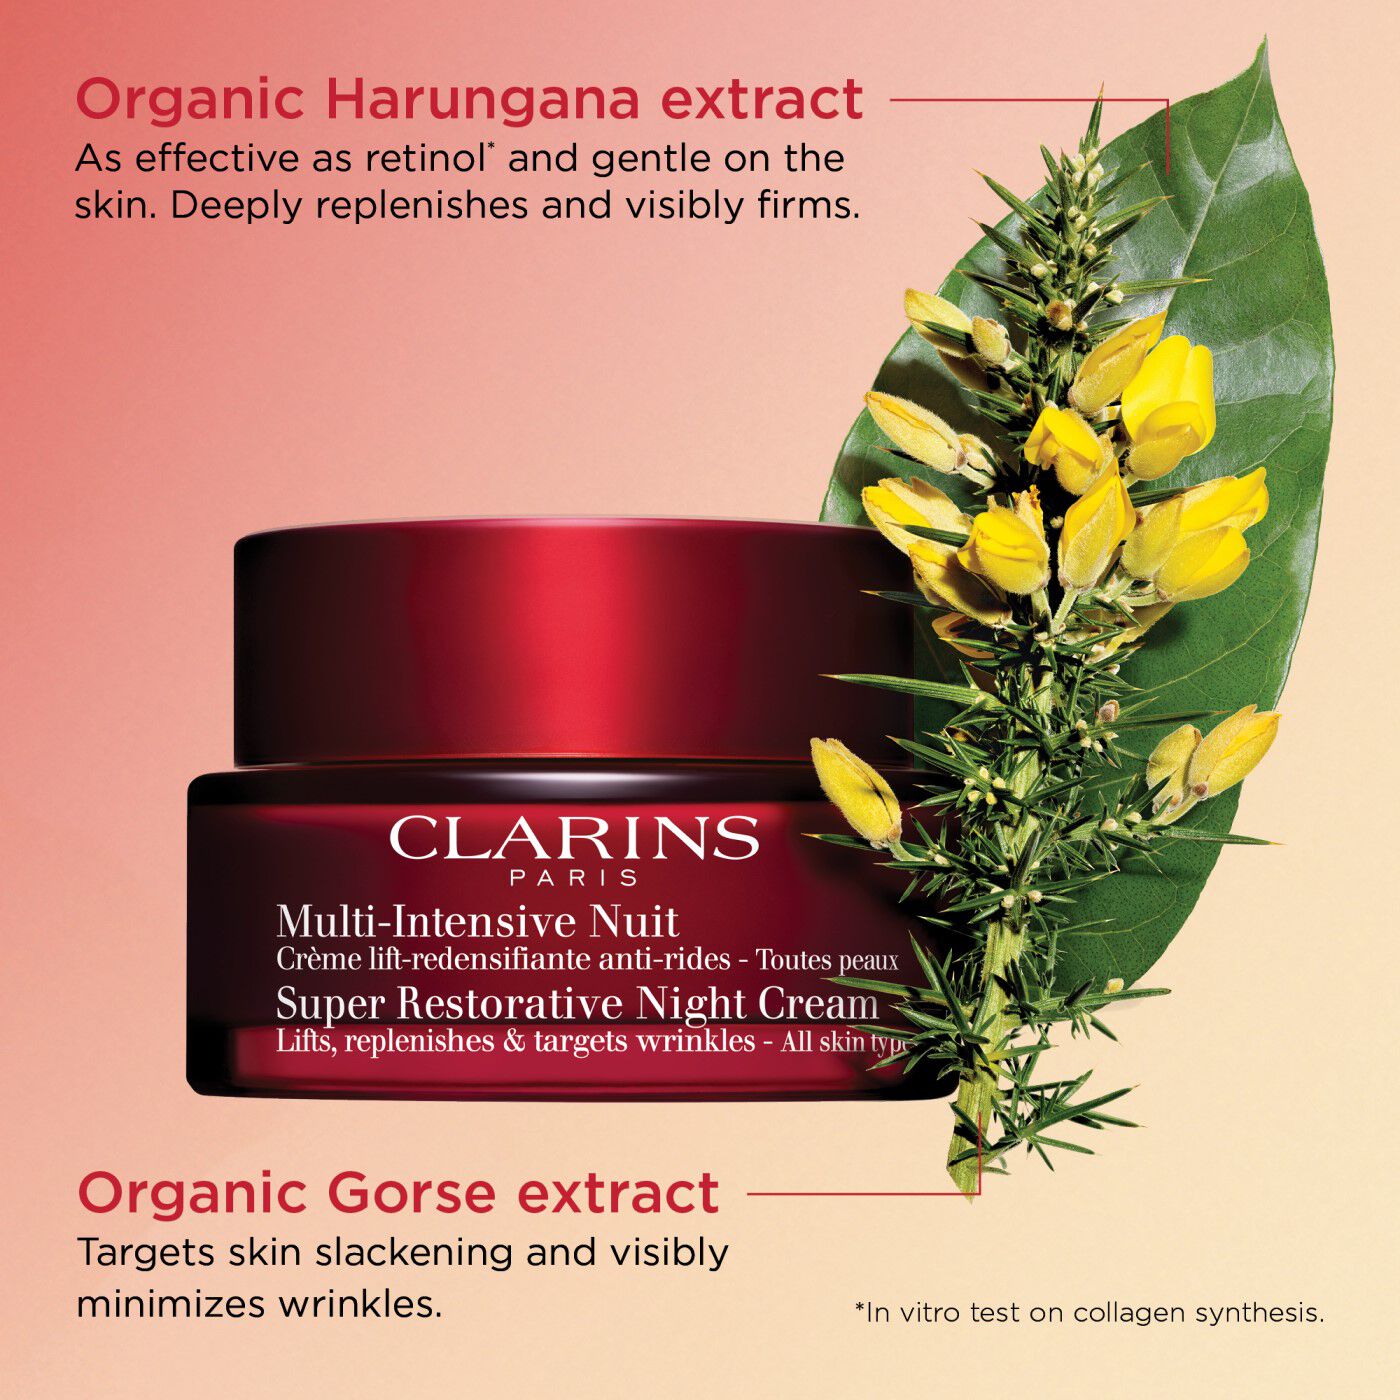 Organic Harungana extract
As effective as retinol* and gentle on the
skin. Deeply replenishes and visibly firms.
CLARINS
PARIS
Multi-Intensive Nuit
Crème lift-redensifiante anti-rides - Toutes peaux
Super Restorative Night Cream
Lifts, replenishes & targets wrinkles - All skin type
Organic Gorse extract
Targets skin slackening and visibly
minimizes wrinkles.
*In vitro test on collagen synthesis.